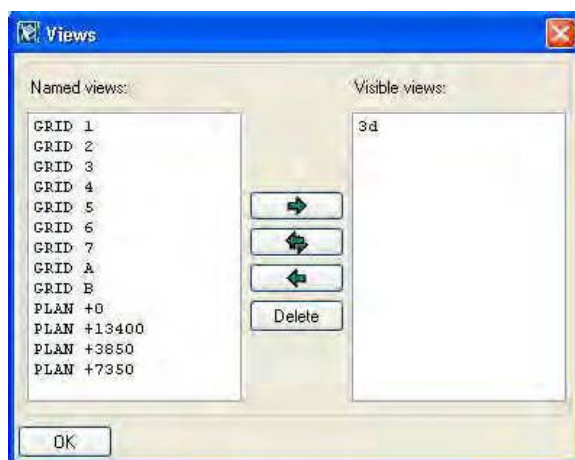 Views
Named views:
Visible views:
GRID 1
GRID 2
GRID 3
GRID 4
GRID 5
GRID 6
GRID 7
GRID A
GRID B
PLAN +0
PLAN +13400
PLAN +3850
PLAN +7350
3d
Delete
OK